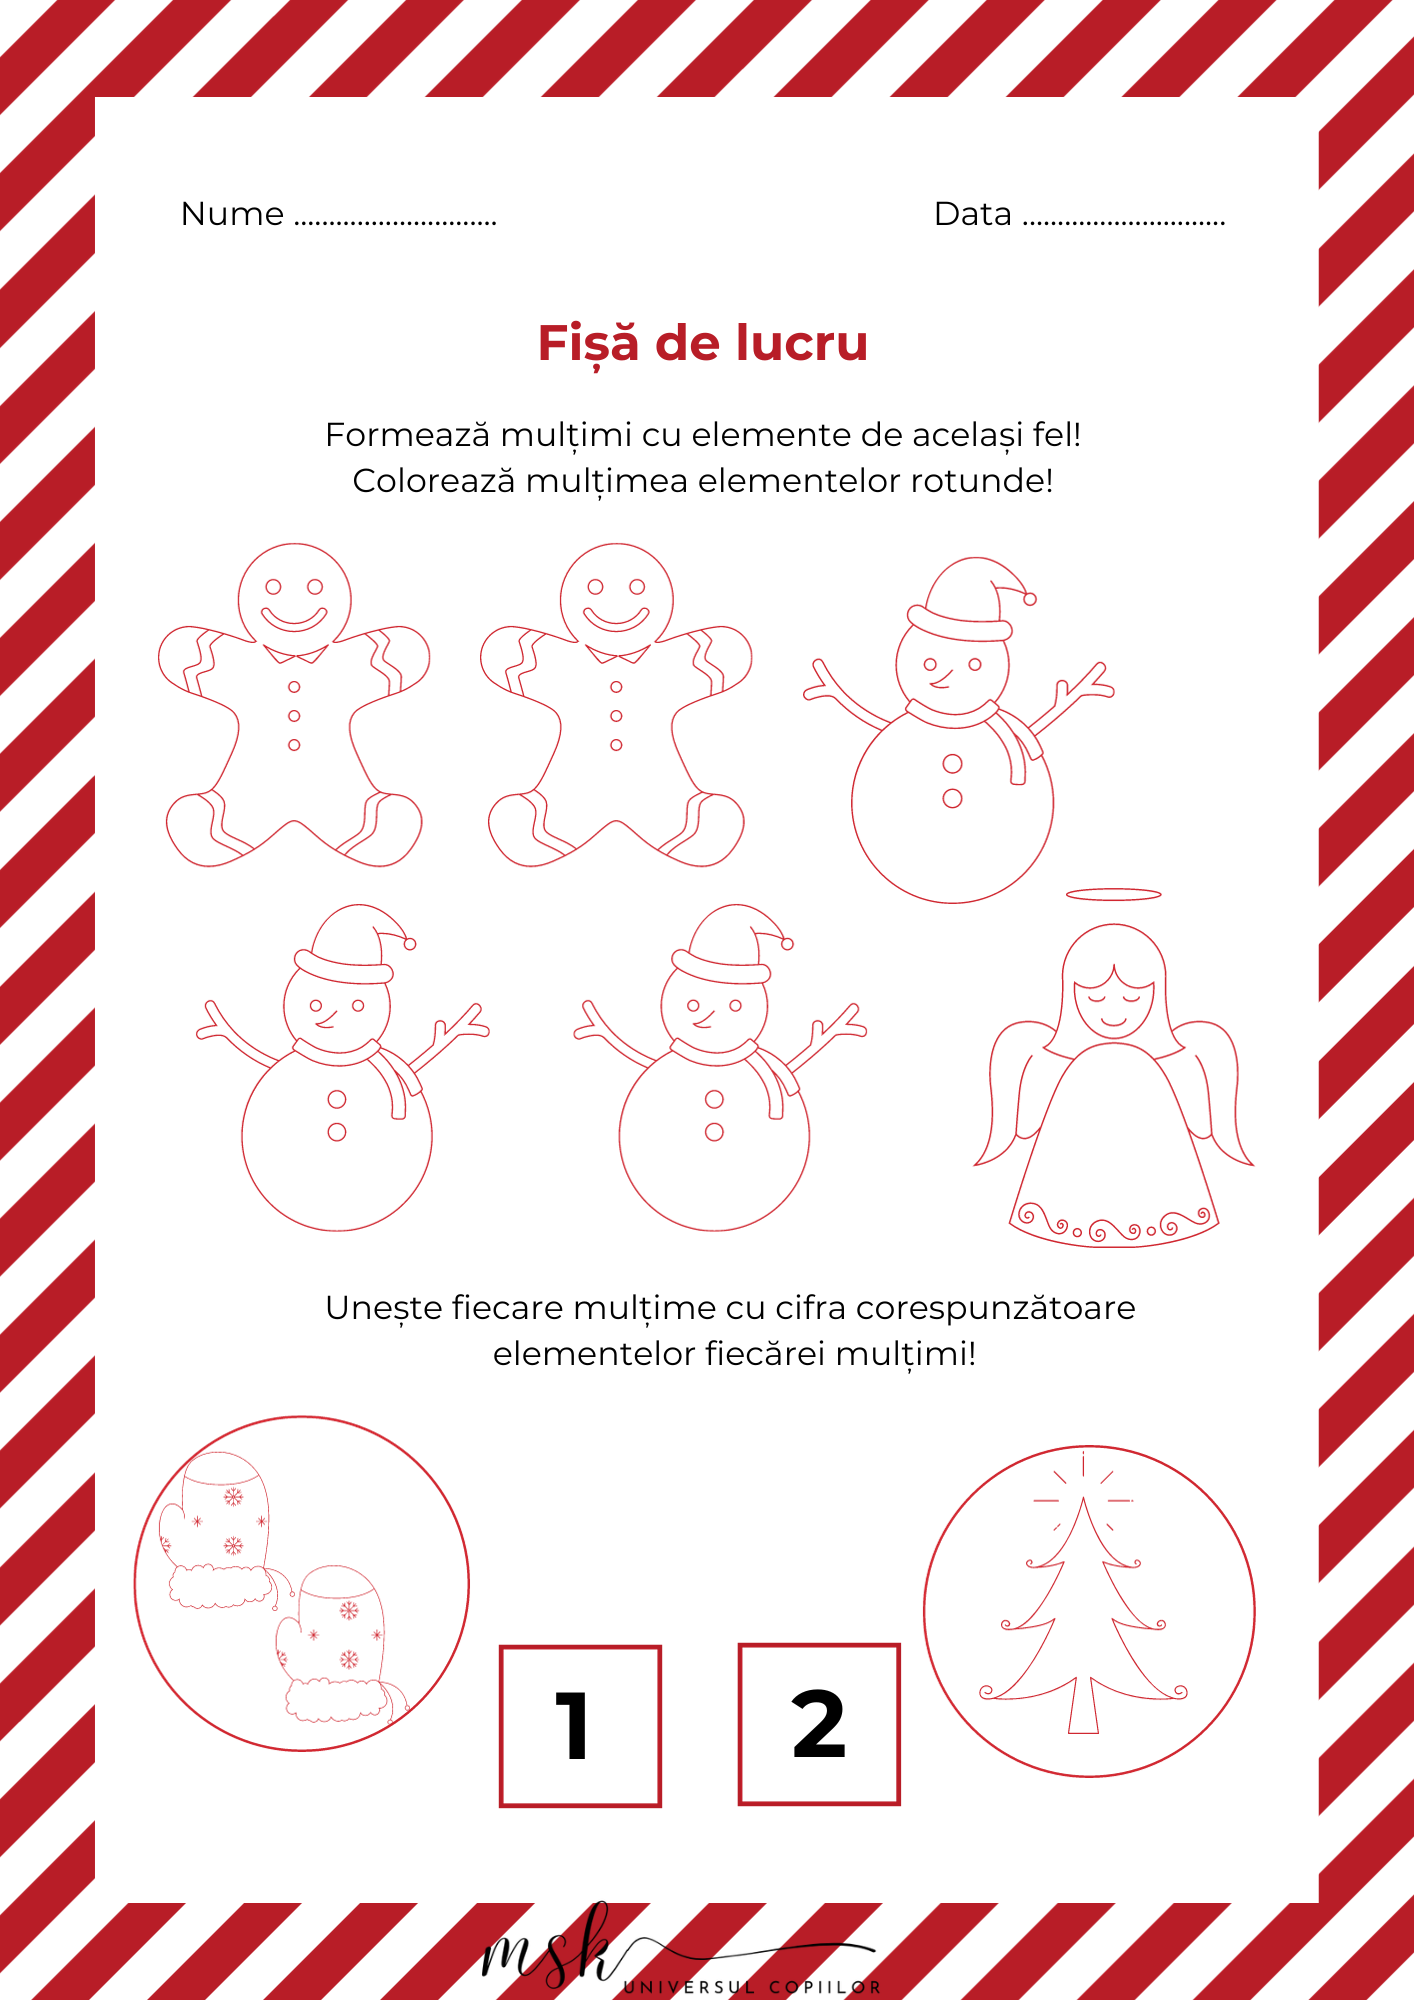 Nume .............................
Data .............................
Fișă de lucru
Formează mulțimi cu elemente de același fel!
Colorează mulțimea elementelor rotunde!
Unește fiecare mulțime cu cifra corespunzătoare
elementelor fiecărei mulțimi!
1
2
msk
UNIVERSUL COPIILOR